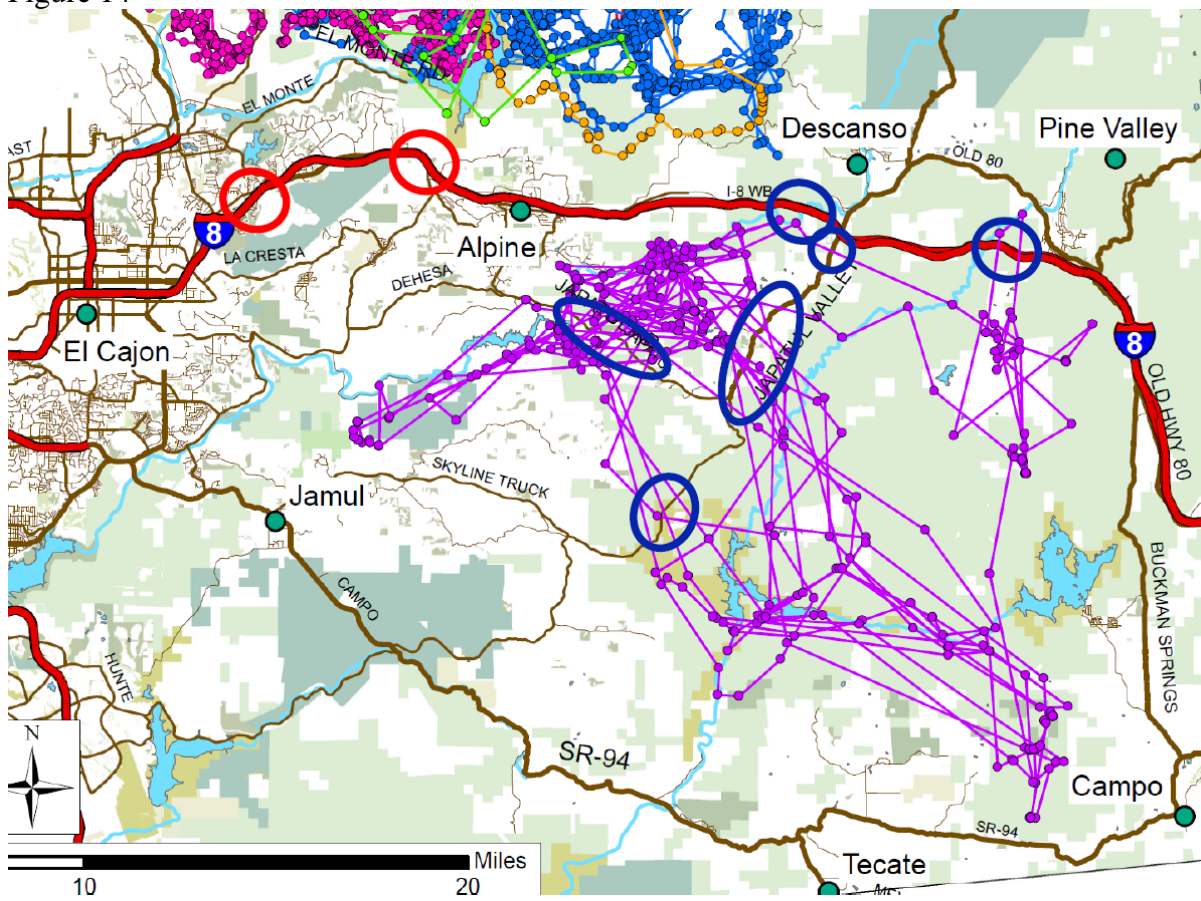 EL MONTE RD
EL MONTE
AST
Descanso
Pine Valley
OLD 80
I-8 WB
8
Alpine
LA CRESTA
DEHESA
JAPATUL VALLEY
El Cajon
8
OLD HWY 80
SKYLINE TRUCK
Jamul
CAMPO
BUCKMAN SPRINGS
HUNTE
N
SR-94
Campo
SR-94
Miles
Tecate
10
20